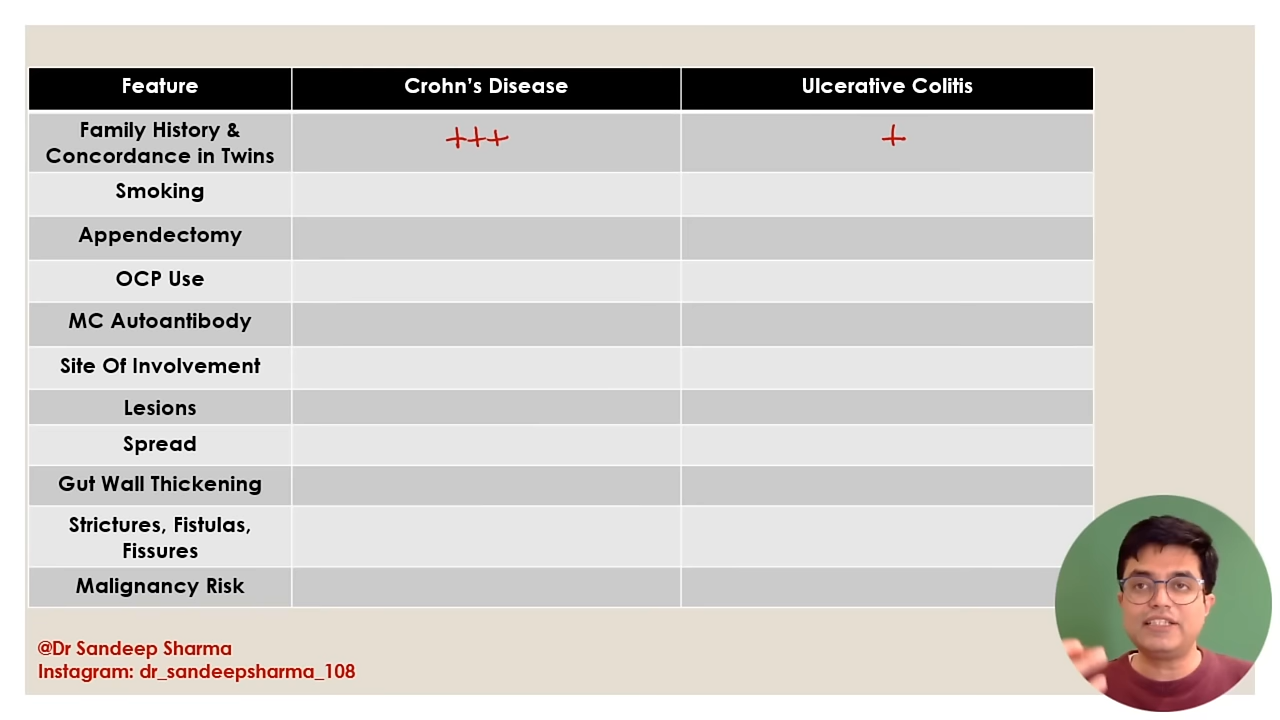 Feature Crohn's Disease Ulcerative Colitis
Family History &
Concordance in Twins +++ +
Smoking
Appendectomy
OCP Use
MC Autoantibody
Site Of Involvement
Lesions
Spread
Gut Wall Thickening
Strictures, Fistulas,
Fissures
Malignancy Risk
@Dr Sandeep Sharma
Instagram: dr_sandeepsharma_108